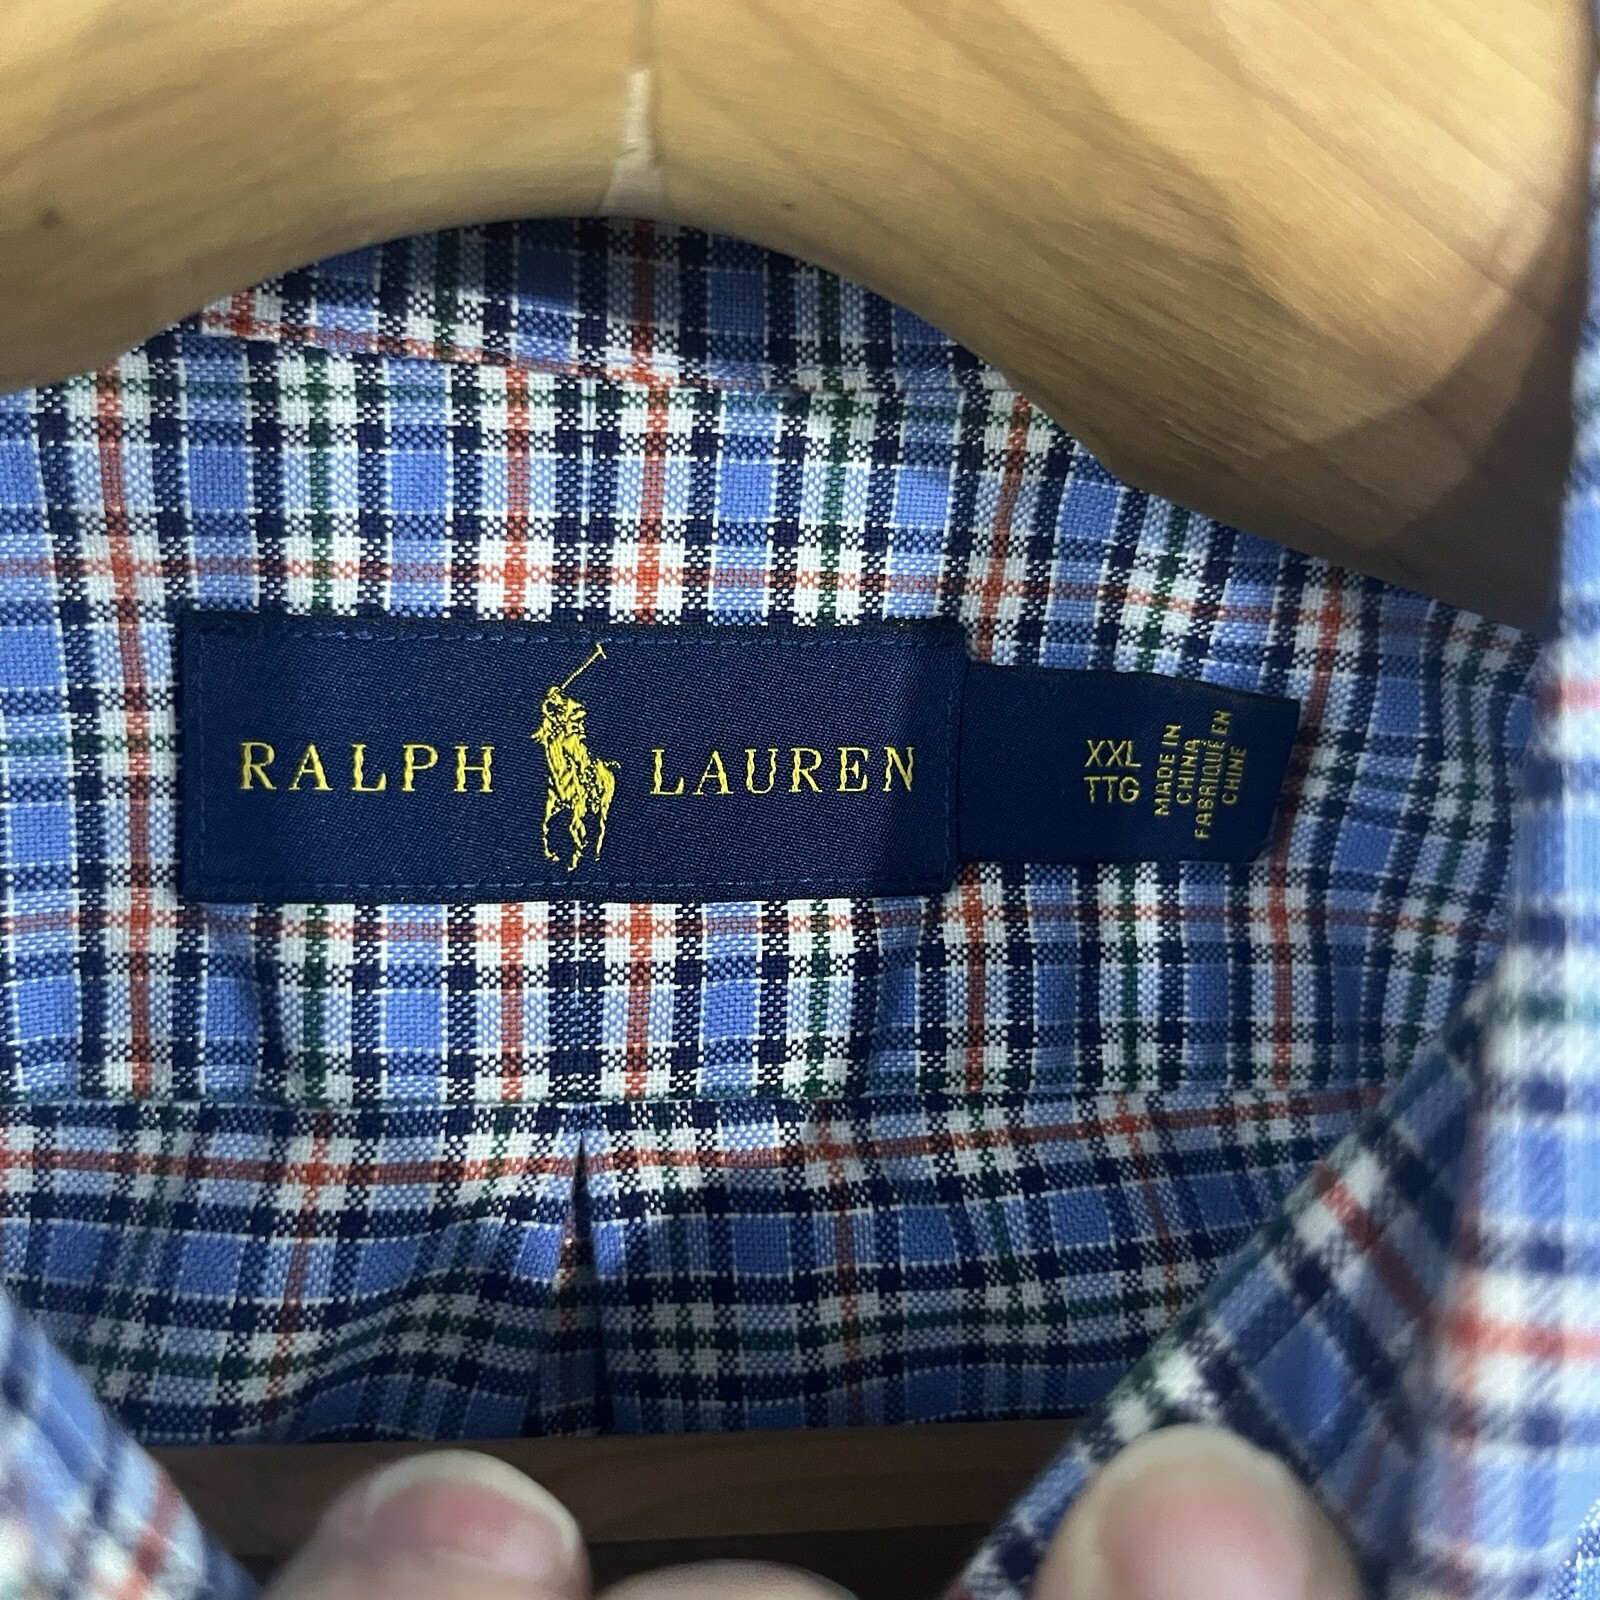 RALPH LAUREN
XXL
TTG
MADE IN
CHINA
FABRIQUÉ EN
CHINE